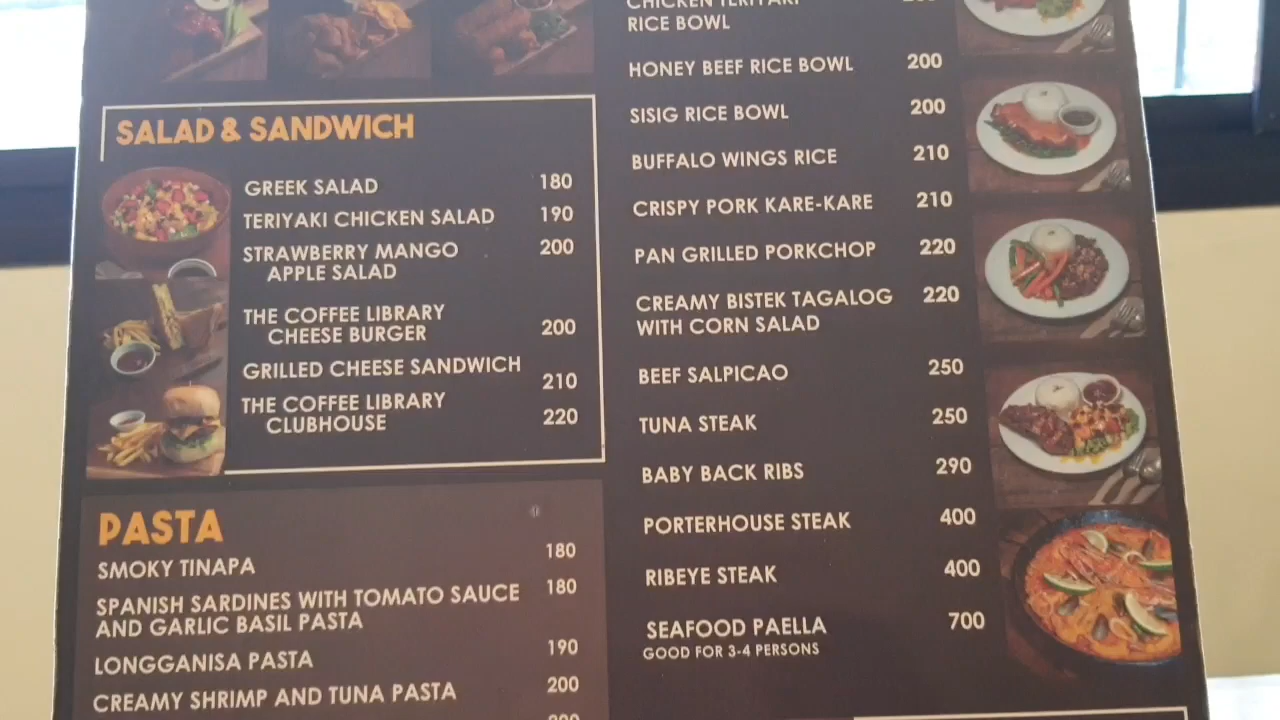 SALAD & SANDWICH
GREEK SALAD 180
TERIYAKI CHICKEN SALAD 190
STRAWBERRY MANGO 200
APPLE SALAD
THE COFFEE LIBRARY
CHEESE BURGER 200
GRILLED CHEESE SANDWICH 210
THE COFFEE LIBRARY
CLUBHOUSE 220
PASTA
SMOKY TINAPA 180
SPANISH SARDINES WITH TOMATO SAUCE 180
AND GARLIC BASIL PASTA
LONGGANISA PASTA 190
CREAMY SHRIMP AND TUNA PASTA 200
CHICKEN TERIYAKI
RICE BOWL
HONEY BEEF RICE BOWL 200
SISIG RICE BOWL 200
BUFFALO WINGS RICE 210
CRISPY PORK KARE-KARE 210
PAN GRILLED PORKCHOP 220
CREAMY BISTEK TAGALOG 220
WITH CORN SALAD
BEEF SALPICAO 250
TUNA STEAK 250
BABY BACK RIBS 290
PORTERHOUSE STEAK 400
RIBEYE STEAK 400
SEAFOOD PAELLA 700
GOOD FOR 3-4 PERSONS